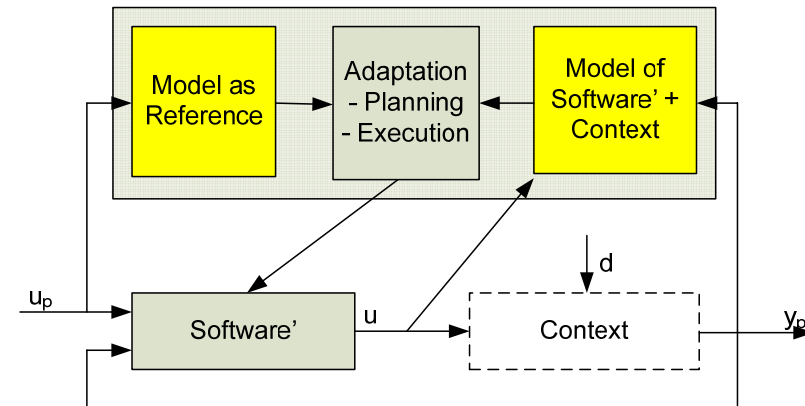 Model as
Reference
Adaptation
- Planning
- Execution
Model of
Software' +
Context
d
uₚ
u
yₚ
Software'
Context